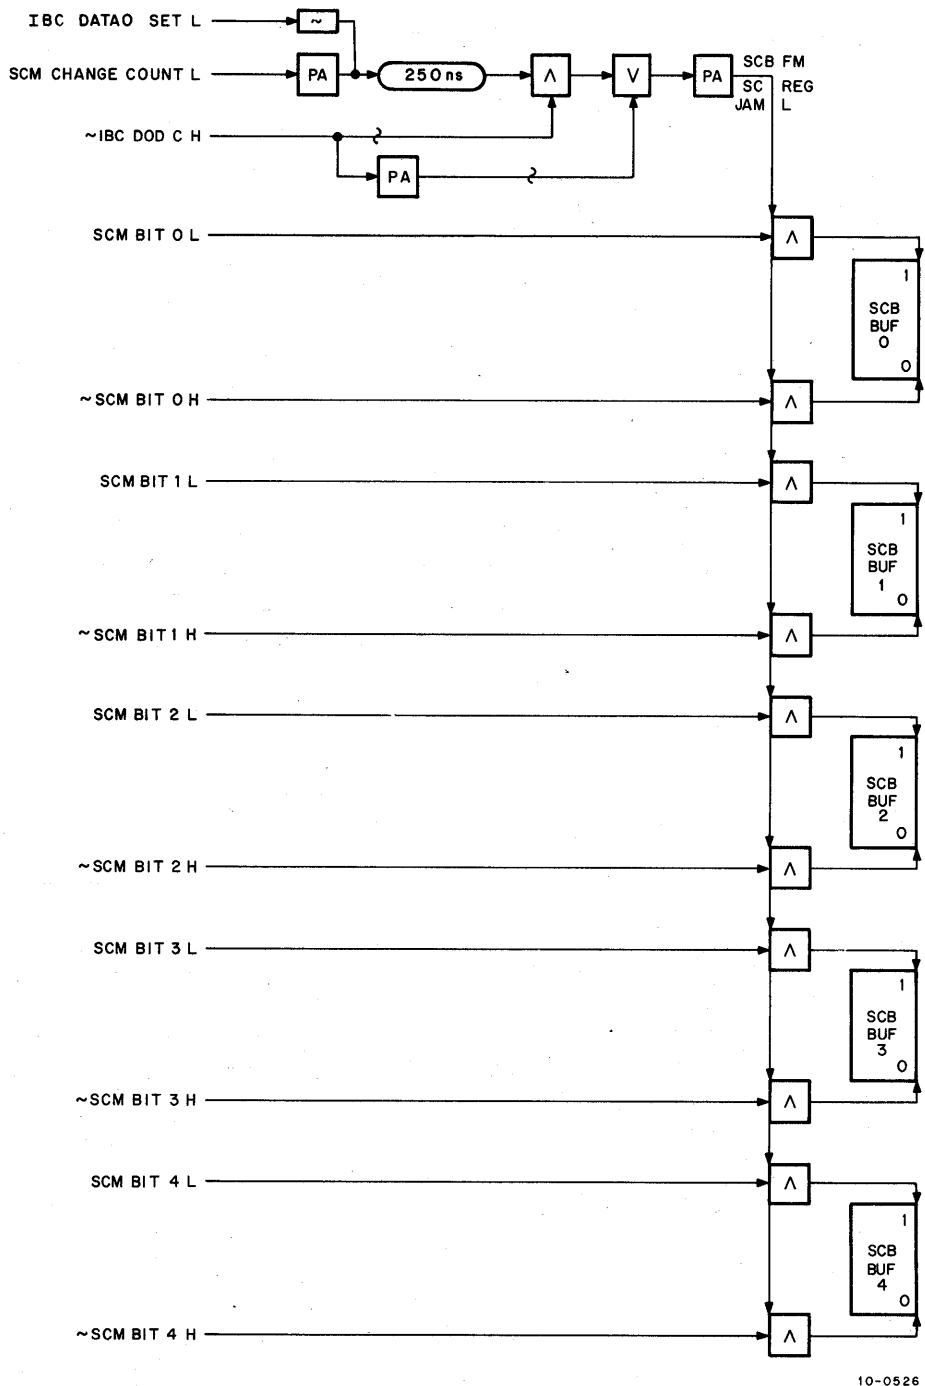 IBC DATAO SET L
~
SCM CHANGE COUNT L
PA
250ns
∧
∨
PA
SCB FM
SC REG
JAM L
~IBC DOD C H
PA
SCM BIT 0 L
∧
1
SCB
BUF
0
0
~SCM BIT 0 H
∧
SCM BIT 1 L
∧
1
SCB
BUF
1
0
~SCM BIT 1 H
∧
SCM BIT 2 L
∧
1
SCB
BUF
2
0
~SCM BIT 2 H
∧
SCM BIT 3 L
∧
1
SCB
BUF
3
0
~SCM BIT 3 H
∧
SCM BIT 4 L
∧
1
SCB
BUF
4
0
~SCM BIT 4 H
∧
10-0526